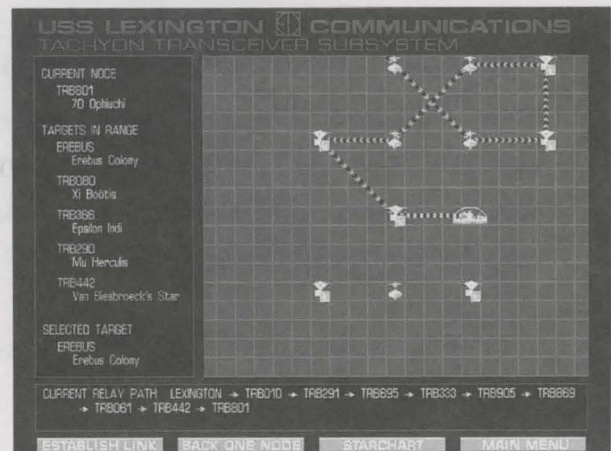 USS LEXINGTON COMMUNICATIONS
TACHYON TRANSCEIVER SUBSYSTEM
CURRENT NODE
TRB801
70 Ophiuchi
TARGETS IN RANGE
EREBUS
Erebus Colony
TRB080
Xi Boötis
TRB366
Epsilon Indi
TRB290
Mu Herculis
TRB442
Van Biesbroeck's Star
SELECTED TARGET
EREBUS
Erebus Colony
CURRENT RELAY PATH LEXINGTON → TRB010 → TRB291 → TRB695 → TRB333 → TRB905 → TRB869
→ TRB061 → TRB442 → TRB801
ESTABLISH LINK BACK ONE NODE STARCHART MAIN MENU